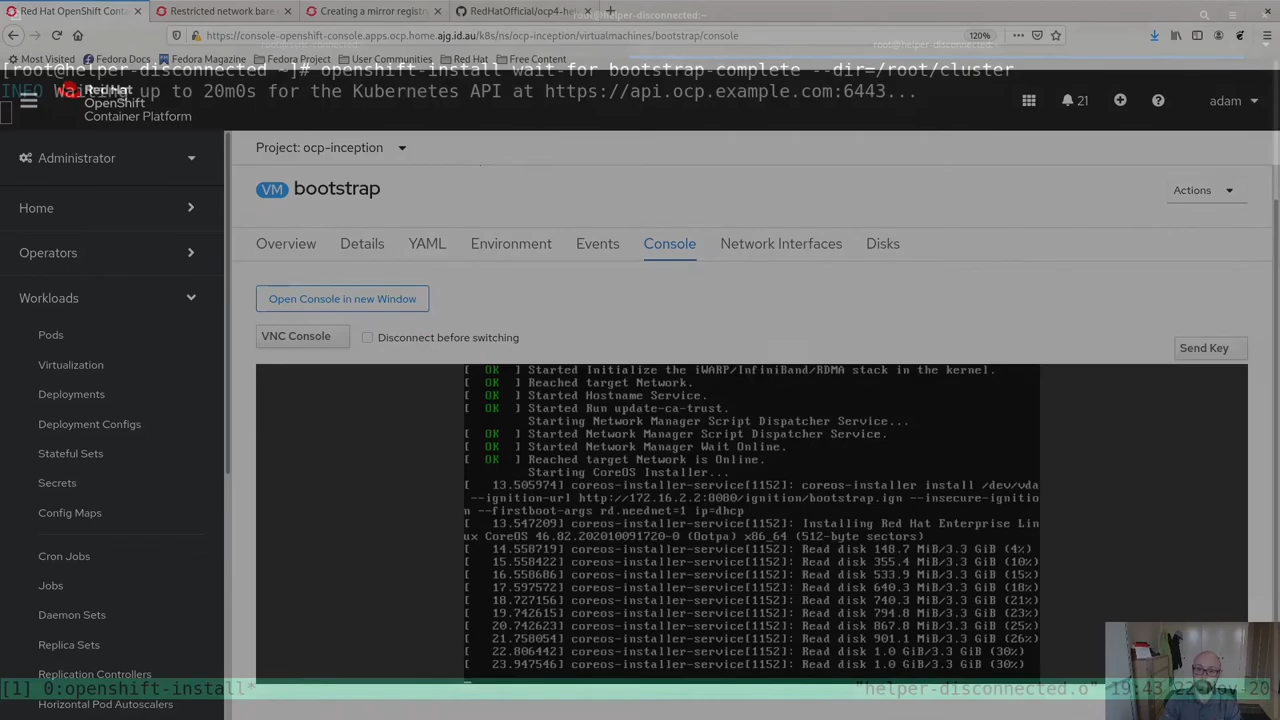 Red Hat OpenShift Conta
Restricted network bare
Creating a mirror registry
RedHatOfficial/ocp4-hel
root@helper-disconnected:~
https://console-openshift-console.apps.ocp.home.ajg.id.au/k8s/ns/ocp-inception/virtualmachines/bootstrap/console
120%
Most Visited
Fedora Docs
Fedora Magazine
Fedora Project
User Communities
Red Hat
Free Content
[root@helper-disconnected ~]# openshift-install wait-for bootstrap-complete --dir=/root/cluster
INFO Waiting up to 20m0s for the Kubernetes API at https://api.ocp.example.com:6443...
Red Hat
OpenShift
Container Platform
21
adam
Administrator
Project: ocp-inception
VM bootstrap
Actions
Home
Overview
Details
YAML
Environment
Events
Console
Network Interfaces
Disks
Operators
Workloads
Open Console in new Window
Pods
VNC Console
Disconnect before switching
Send Key
Virtualization
Deployments
Deployment Configs
Stateful Sets
Secrets
Config Maps
Cron Jobs
Jobs
Daemon Sets
Replica Sets
Replication Controllers
Horizontal Pod Autoscalers
[ OK ] Started Initialize the iWARP/InfiniBand/RDMA stack in the kernel.
[ OK ] Reached target Network.
[ OK ] Started Hostname Service.
[ OK ] Started Run update-ca-trust.
Starting Network Manager Script Dispatcher Service...
[ OK ] Started Network Manager Script Dispatcher Service.
[ OK ] Started Network Manager Wait Online.
[ OK ] Reached target Network is Online.
Starting CoreOS Installer...
[ 13.505974] coreos-installer-service[1152]: coreos-installer install /dev/vda
--ignition-url http://172.16.2.2:8080/ignition/bootstrap.ign --insecure-ignitio
n --firstboot-args rd.neednet=1 ip=dhcp
[ 13.547209] coreos-installer-service[1152]: Installing Red Hat Enterprise Lin
ux CoreOS 46.82.202010091720-0 (Ootpa) x86_64 (512-byte sectors)
[ 14.558719] coreos-installer-service[1152]: Read disk 148.7 MiB/3.3 GiB (4%)
[ 15.558422] coreos-installer-service[1152]: Read disk 355.4 MiB/3.3 GiB (10%)
[ 16.558686] coreos-installer-service[1152]: Read disk 533.9 MiB/3.3 GiB (15%)
[ 17.597572] coreos-installer-service[1152]: Read disk 640.3 MiB/3.3 GiB (18%)
[ 18.727156] coreos-installer-service[1152]: Read disk 740.3 MiB/3.3 GiB (21%)
[ 19.742615] coreos-installer-service[1152]: Read disk 794.8 MiB/3.3 GiB (23%)
[ 20.742623] coreos-installer-service[1152]: Read disk 867.8 MiB/3.3 GiB (25%)
[ 21.758054] coreos-installer-service[1152]: Read disk 901.1 MiB/3.3 GiB (26%)
[ 22.806442] coreos-installer-service[1152]: Read disk 1.0 GiB/3.3 GiB (30%)
[ 23.947546] coreos-installer-service[1152]: Read disk 1.0 GiB/3.3 GiB (30%)
[1] 0:openshift-install*
"helper-disconnected.o" 19:43 22-Nov-20